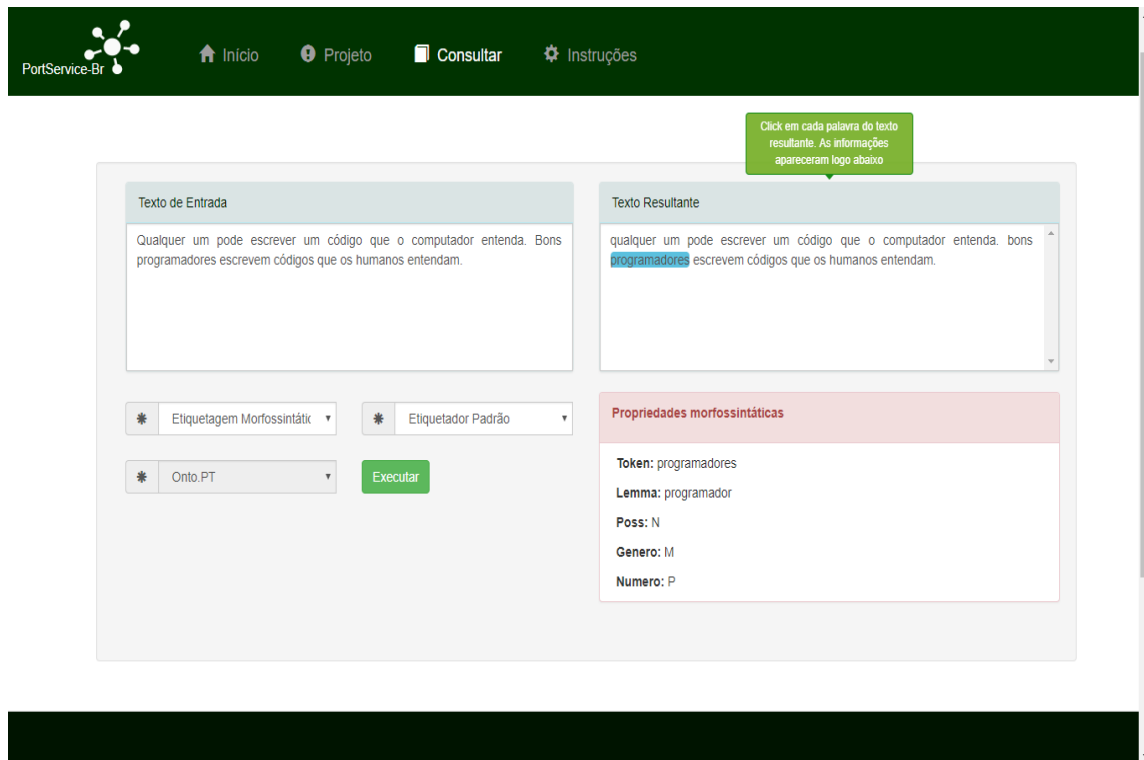 PortService-Br
Início
Projeto
Consultar
Instruções
Click em cada palavra do texto
resultante. As informações
apareceram logo abaixo
Texto de Entrada
Qualquer um pode escrever um código que o computador entenda. Bons
programadores escrevem códigos que os humanos entendam.
Texto Resultante
qualquer um pode escrever um código que o computador entenda. bons
programadores escrevem códigos que os humanos entendam.
Etiquetagem Morfossintátic
Etiquetador Padrão
Onto.PT
Executar
Propriedades morfossintáticas
Token: programadores
Lemma: programador
Poss: N
Genero: M
Numero: P